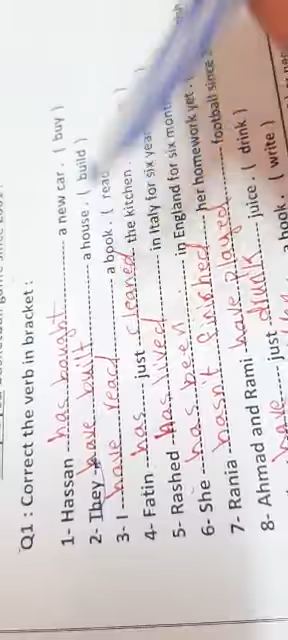 Q1 : Correct the verb in bracket :
1- Hassan has bought a new car . ( buy )
2- They have built a house . ( build )
3- I have read a book . ( read
4- Fatin has just cleaned the kitchen . )
5- Rashed has lived in Italy for six
6- She has been in England for six
7- Rania hasn't finished her homework yet . (
8- Ahmad and Rami have played football since
have just drunk juice . ( drink )
a book . ( write )